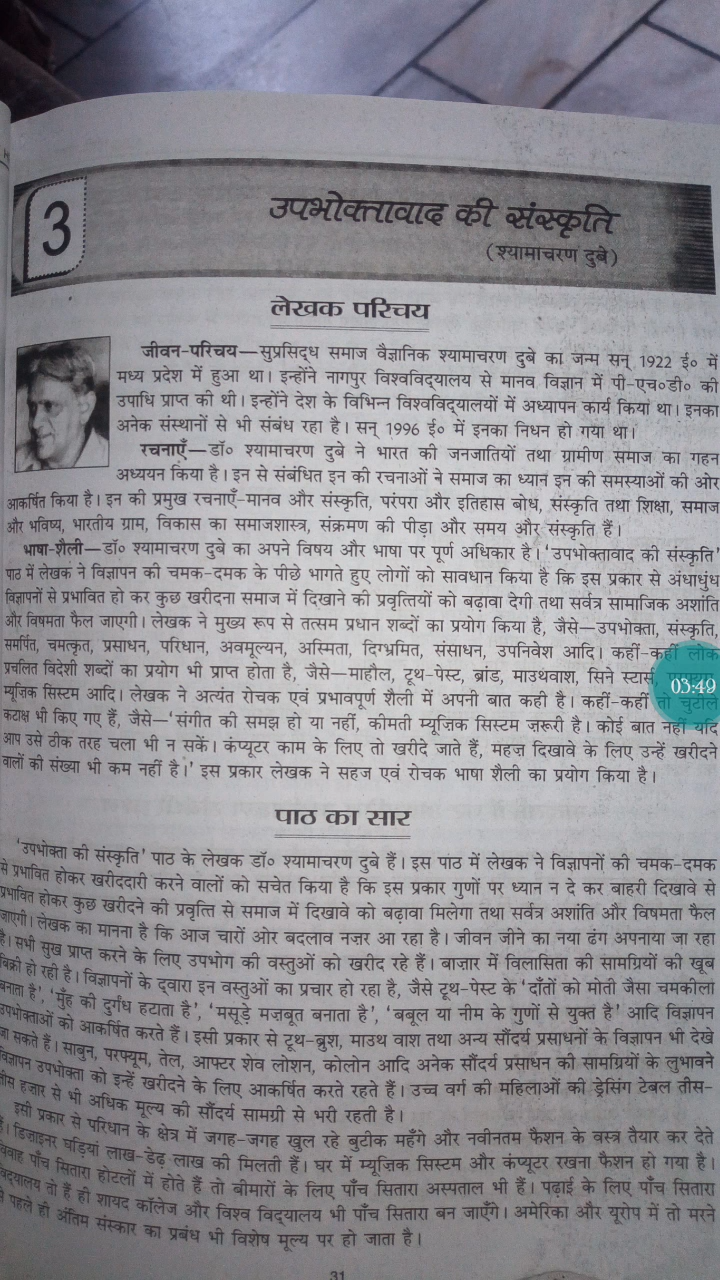 3
उपभोक्तावाद की संस्कृति
(श्यामाचरण दुबे)
लेखक परिचय
जीवन-परिचय—सुप्रसिद्ध समाज वैज्ञानिक श्यामाचरण दुबे का जन्म सन् 1922 ई० में
मध्य प्रदेश में हुआ था। इन्होंने नागपुर विश्वविद्यालय से मानव विज्ञान में पी-एच०डी० की
उपाधि प्राप्त की थी। इन्होंने देश के विभिन्न विश्वविद्यालयों में अध्यापन कार्य किया था। इनका
अनेक संस्थानों से भी संबंध रहा है। सन् 1996 ई० में इनका निधन हो गया था।
रचनाएँ—डॉ० श्यामाचरण दुबे ने भारत की जनजातियों तथा ग्रामीण समाज का गहन
अध्ययन किया है। इन से संबंधित इन की रचनाओं ने समाज का ध्यान इन की समस्याओं की ओर
आकर्षित किया है। इन की प्रमुख रचनाएँ-मानव और संस्कृति, परंपरा और इतिहास बोध, संस्कृति तथा शिक्षा, समाज
और भविष्य, भारतीय ग्राम, विकास का समाजशास्त्र, संक्रमण की पीड़ा और समय और संस्कृति हैं।
भाषा-शैली—डॉ० श्यामाचरण दुबे का अपने विषय और भाषा पर पूर्ण अधिकार है। 'उपभोक्तावाद की संस्कृति'
पाठ में लेखक ने विज्ञापन की चमक-दमक के पीछे भागते हुए लोगों को सावधान किया है कि इस प्रकार से अंधाधुंध
विज्ञापनों से प्रभावित हो कर कुछ खरीदना समाज में दिखाने की प्रवृत्तियों को बढ़ावा देगी तथा सर्वत्र सामाजिक अशांति
और विषमता फैल जाएगी। लेखक ने मुख्य रूप से तत्सम प्रधान शब्दों का प्रयोग किया है, जैसे—उपभोक्ता, संस्कृति,
समर्पित, चमत्कृत, प्रसाधन, परिधान, अवमूल्यन, अस्मिता, दिग्भ्रमित, संसाधन, उपनिवेश आदि। कहीं-कहीं लोक
प्रचलित विदेशी शब्दों का प्रयोग भी प्राप्त होता है, जैसे—माहौल, टूथ-पेस्ट, ब्रांड, माउथवाश, सिने स्टार्स,
म्यूज़िक सिस्टम आदि। लेखक ने अत्यंत रोचक एवं प्रभावपूर्ण शैली में अपनी बात कही है। कहीं-कहीं तो चुटीले
कटाक्ष भी किए गए हैं, जैसे—'संगीत की समझ हो या नहीं, कीमती म्यूज़िक सिस्टम ज़रूरी है। कोई बात नहीं यदि
आप उसे ठीक तरह चला भी न सकें। कंप्यूटर काम के लिए तो खरीदे जाते हैं, महज़ दिखावे के लिए उन्हें खरीदने
वालों की संख्या भी कम नहीं है।' इस प्रकार लेखक ने सहज एवं रोचक भाषा शैली का प्रयोग किया है।
03:49
पाठ का सार
'उपभोक्ता की संस्कृति' पाठ के लेखक डॉ० श्यामाचरण दुबे हैं। इस पाठ में लेखक ने विज्ञापनों की चमक-दमक
से प्रभावित होकर खरीददारी करने वालों को सचेत किया है कि इस प्रकार गुणों पर ध्यान न दे कर बाहरी दिखावे से
प्रभावित होकर कुछ खरीदने की प्रवृत्ति से समाज में दिखावे को बढ़ावा मिलेगा तथा सर्वत्र अशांति और विषमता फैल
जाएगी। लेखक का मानना है कि आज चारों ओर बदलाव नज़र आ रहा है। जीवन जीने का नया ढंग अपनाया जा रहा
है। सभी सुख प्राप्त करने के लिए उपभोग की वस्तुओं को खरीद रहे हैं। बाज़ार में विलासिता की सामग्रियों की खूब
बिक्री हो रही है। विज्ञापनों के द्वारा इन वस्तुओं का प्रचार हो रहा है, जैसे टूथ-पेस्ट के 'दाँतों को मोती जैसा चमकीला
बनाता है', 'मुँह की दुर्गंध हटाता है', 'मसूड़े मज़बूत बनाता है', 'बबूल या नीम के गुणों से युक्त है' आदि विज्ञापन
उपभोक्ताओं को आकर्षित करते हैं। इसी प्रकार से टूथ-ब्रुश, माउथ वाश तथा अन्य सौंदर्य प्रसाधनों के विज्ञापन भी देखे
जा सकते हैं। साबुन, परफ्यूम, तेल, आफ्टर शेव लोशन, कोलोन आदि अनेक सौंदर्य प्रसाधन की सामग्रियों के लुभावने
विज्ञापन उपभोक्ता को इन्हें खरीदने के लिए आकर्षित करते रहते हैं। उच्च वर्ग की महिलाओं की ड्रेसिंग टेबल तीस-
तीस हज़ार से भी अधिक मूल्य की सौंदर्य सामग्री से भरी रहती है।
इसी प्रकार से परिधान के क्षेत्र में जगह-जगह खुल रहे बुटीक महँगे और नवीनतम फैशन के वस्त्र तैयार कर देते
हैं। डिज़ाइनर घड़ियां लाख-डेढ़ लाख की मिलती हैं। घर में म्यूज़िक सिस्टम और कंप्यूटर रखना फैशन हो गया है।
विवाह पाँच सितारा होटलों में होते हैं तो बीमारों के लिए पाँच सितारा अस्पताल भी हैं। पढ़ाई के लिए पाँच सितारा
विद्यालय तो हैं ही शायद कॉलेज और विश्व विद्यालय भी पाँच सितारा बन जाएँगे। अमेरिका और यूरोप में तो मरने
से पहले ही अंतिम संस्कार का प्रबंध भी विशेष मूल्य पर हो जाता है।
31